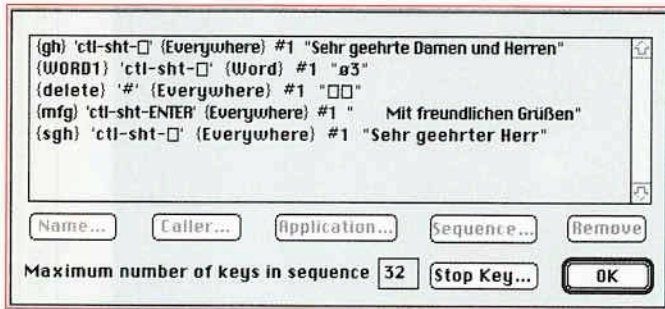 {gh} 'ctl-sht-□' {Everywhere} #1 "Sehr geehrte Damen und Herren"
{WORD1} 'ctl-sht-□' {Word} #1 "ø3"
{delete} '#' {Everywhere} #1 "□□"
{mfg} 'ctl-sht-ENTER' {Everywhere} #1 " Mit freundlichen Grüßen"
{sgh} 'ctl-sht-□' {Everywhere} #1 "Sehr geehrter Herr"
Name... Caller... Application... Sequence... Remove
Maximum number of keys in sequence 32 Stop Key... OK